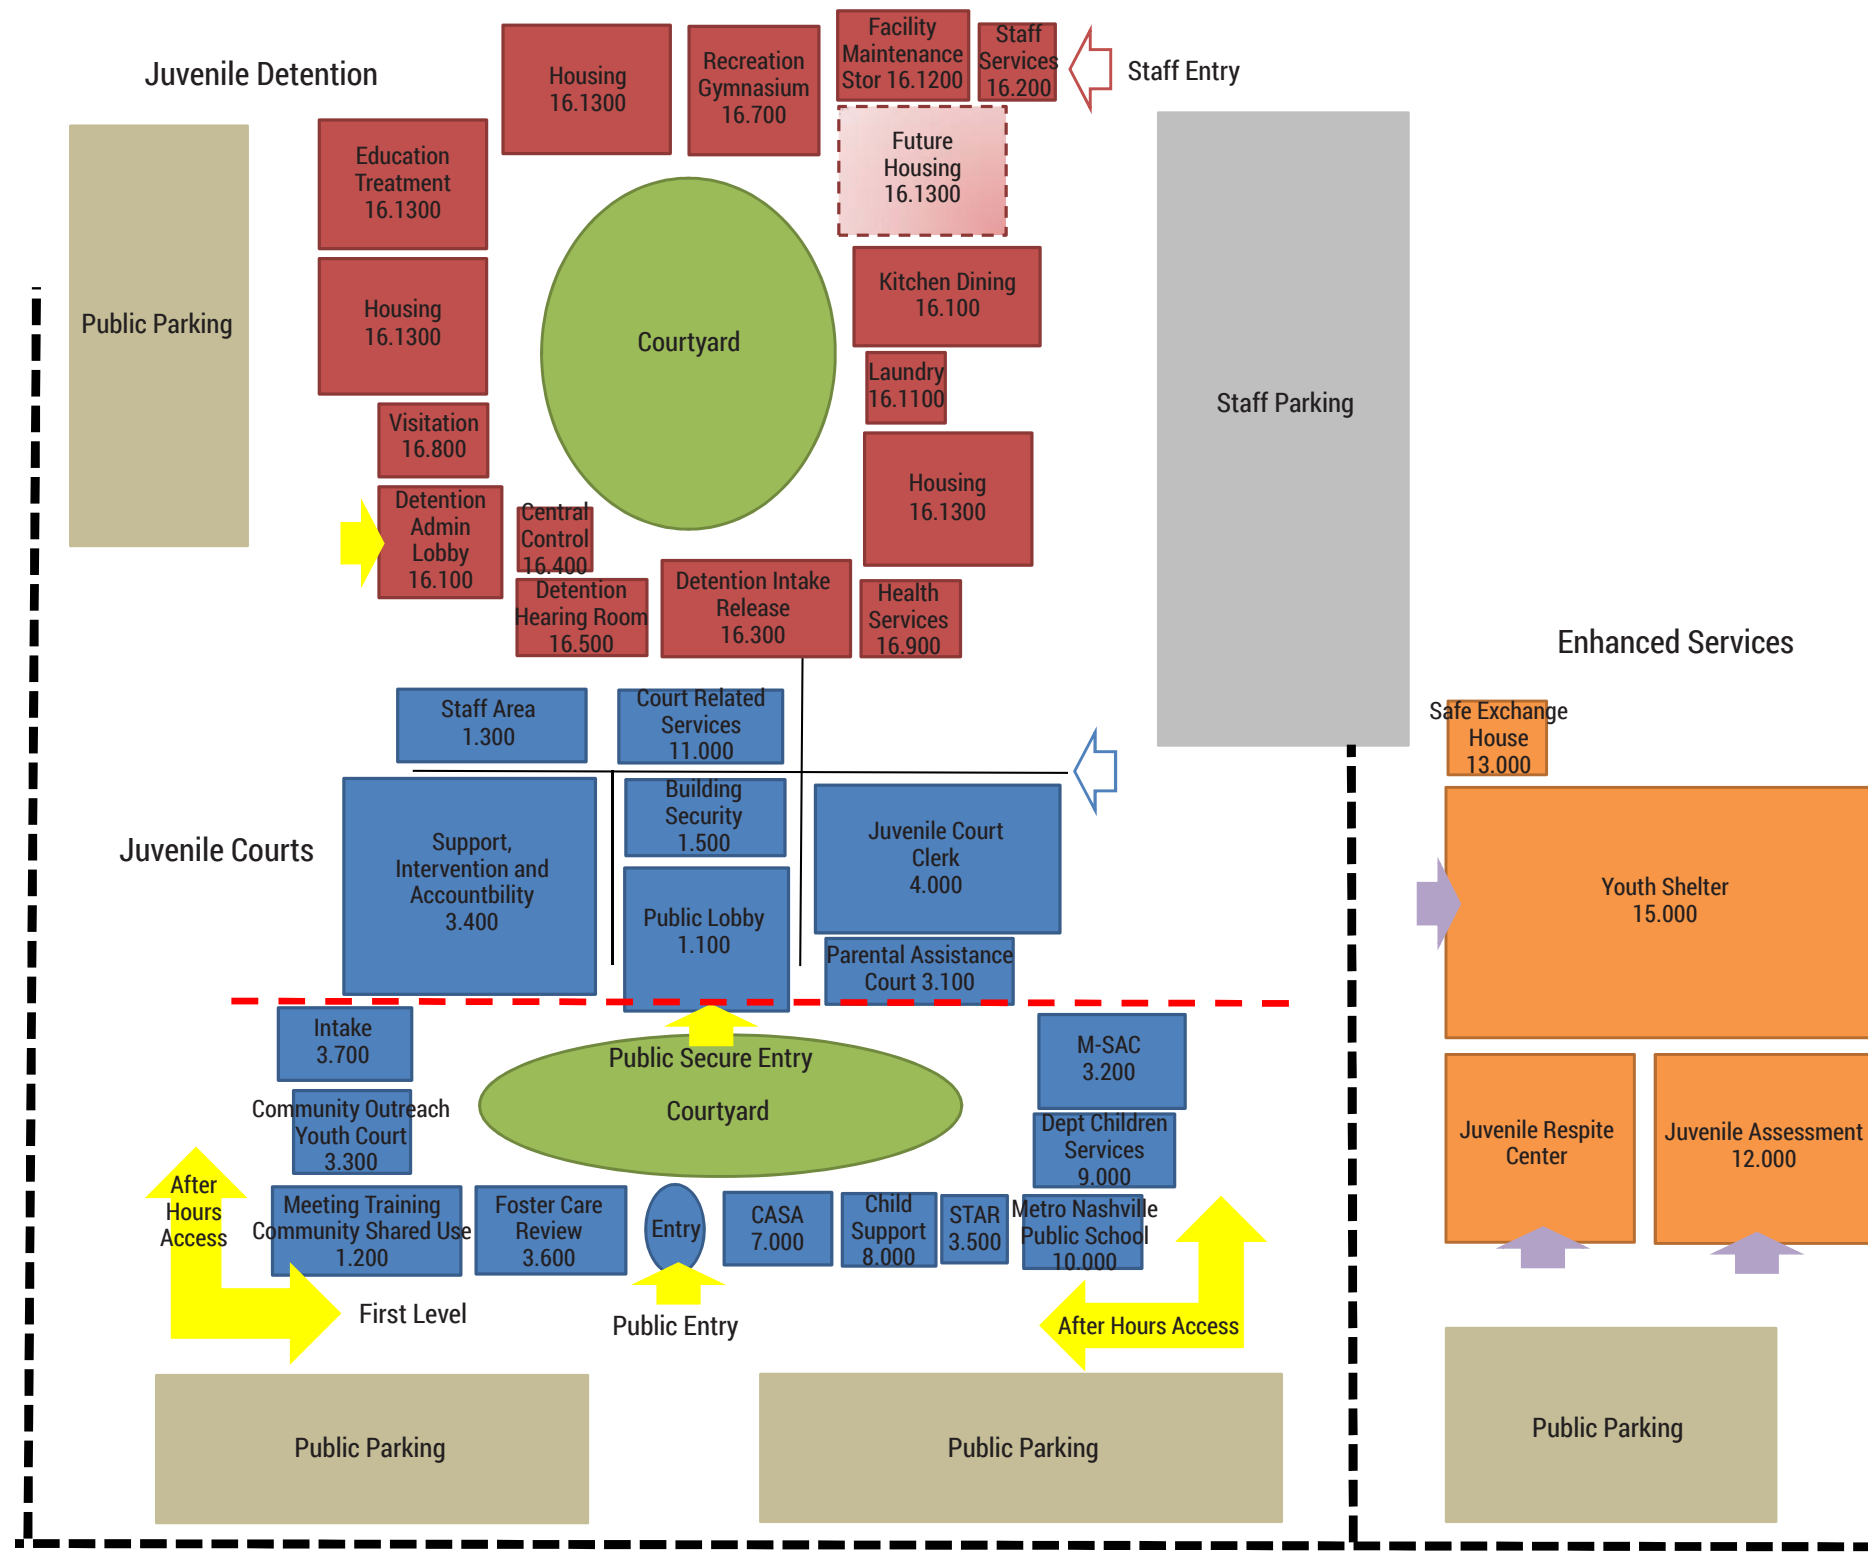 Juvenile Detention
Housing
16.1300
Recreation
Gymnasium
16.700
Facility
Maintenance
Stor 16.1200
Staff
Services
16.200
Staff Entry
Education
Treatment
16.1300
Future
Housing
16.1300
Public Parking
Housing
16.1300
Courtyard
Kitchen Dining
16.100
Laundry
16.1100
Staff Parking
Visitation
16.800
Housing
16.1300
Detention
Admin
Lobby
16.100
Central
Control
16.400
Detention
Hearing Room
16.500
Detention Intake
Release
16.300
Health
Services
16.900
Enhanced Services
Staff Area
1.300
Court Related
Services
11.000
Safe Exchange
House
13.000
Juvenile Courts
Support,
Intervention and
Accountbility
3.400
Building
Security
1.500
Juvenile Court
Clerk
4.000
Youth Shelter
15.000
Public Lobby
1.100
Parental Assistance
Court 3.100
Intake
3.700
Public Secure Entry
Courtyard
M-SAC
3.200
Community Outreach
Youth Court
3.300
Dept Children
Services
9.000
Juvenile Respite
Center
Juvenile Assessment
12.000
After
Hours
Access
Meeting Training
Community Shared Use
1.200
Foster Care
Review
3.600
Entry
CASA
7.000
Child
Support
8.000
STAR
3.500
Metro Nashville
Public School
10.000
First Level
Public Entry
After Hours Access
Public Parking
Public Parking
Public Parking